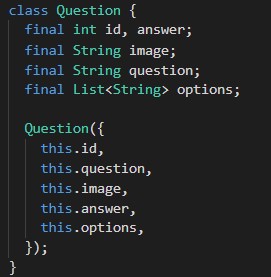 class Question {
  final int id, answer;
  final String image;
  final String question;
  final List<String> options;

  Question({
    this.id,
    this.question,
    this.image,
    this.answer,
    this.options,
  });
}